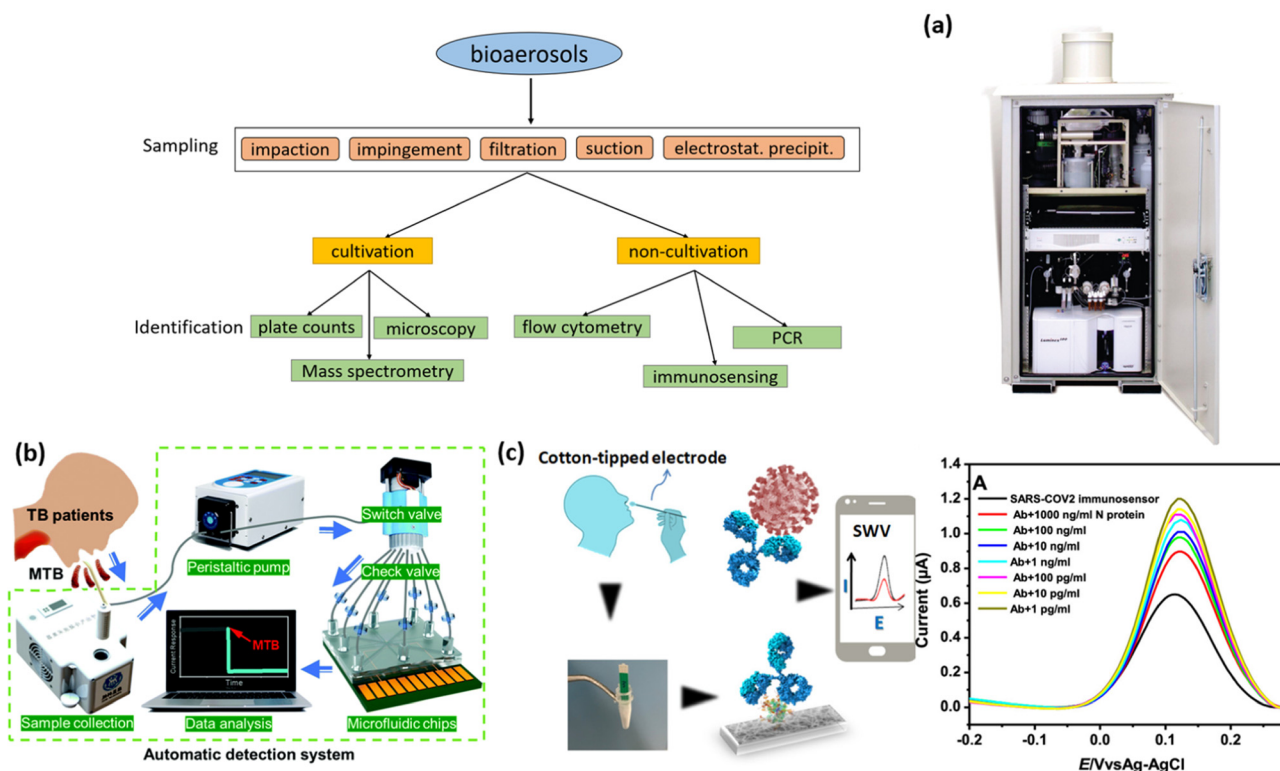 bioaerosols
Sampling
impaction
impingement
filtration
suction
electrostat. precipit.
cultivation
non-cultivation
Identification
plate counts
microscopy
flow cytometry
PCR
Mass spectrometry
immunosensing
(a)
(b)
TB patients
MTB
Peristaltic pump
Switch valve
Check valve
Sample collection
Current Response
MTB
Time
Data analysis
Microfluidic chips
Automatic detection system
(c)
Cotton-tipped electrode
SWV
I
E
A
SARS-COV2 immunosensor
Ab+1000 ng/ml N protein
Ab+100 ng/ml
Ab+10 ng/ml
Ab+1 ng/ml
Ab+100 pg/ml
Ab+10 pg/ml
Ab+1 pg/ml
Current (µA)
1.4
1.2
1.0
0.8
0.6
0.4
0.2
0.0
-0.2
0.0
0.1
0.2
E/VvsAg-AgCl